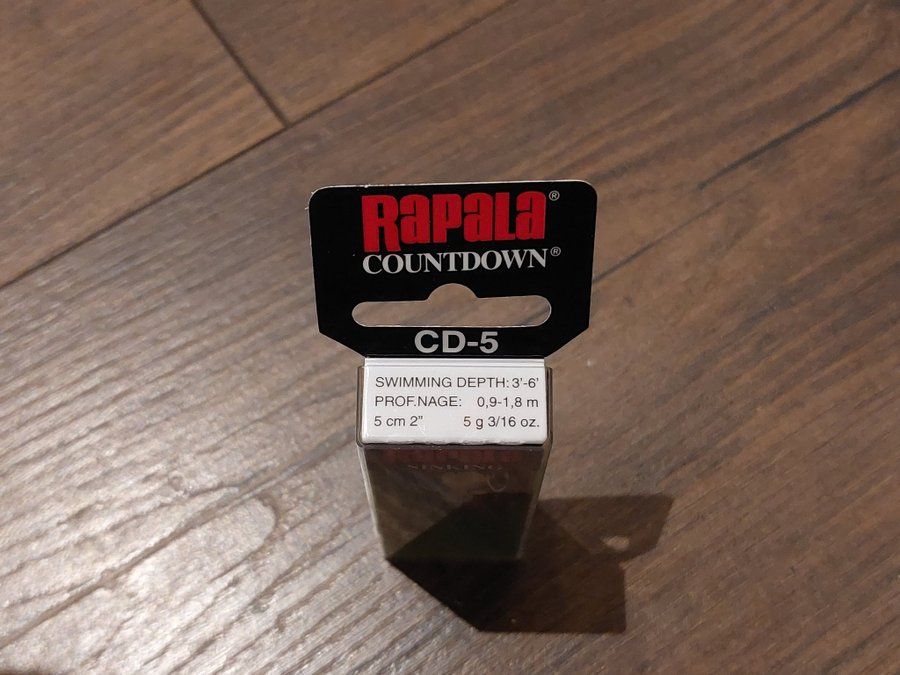 RAPALA®
COUNTDOWN®
CD-5
SWIMMING DEPTH: 3'-6'
PROF.NAGE: 0,9-1,8 m
5 cm 2" 5 g 3/16 oz.
RAPALA
SINKING